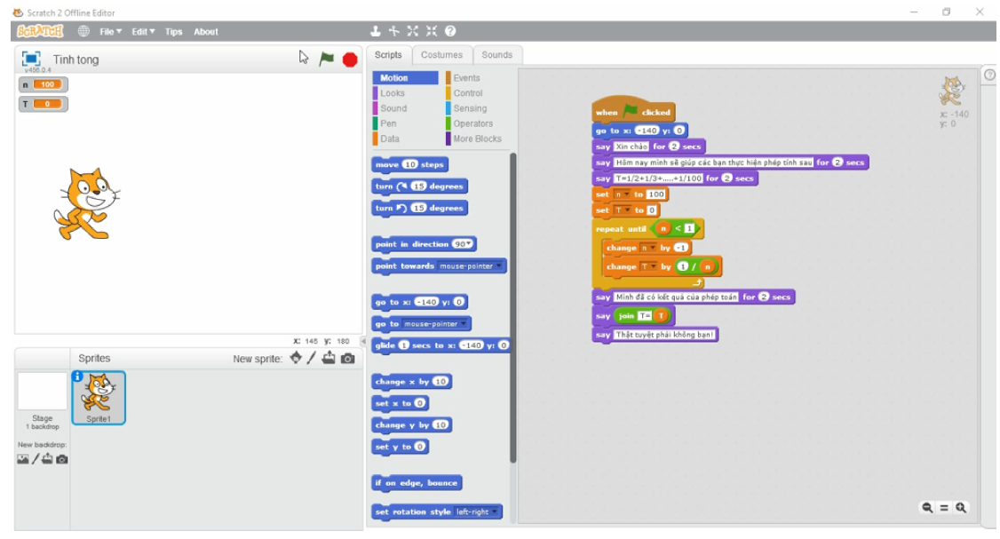 Scratch 2 Offline Editor
SCRATCH File Edit Tips About
Tinh tong
v456.0.4
n 100
T 0
X: 145 y: 180
Sprites New sprite:
Stage
1 backdrop
Sprite1
New backdrop:
Scripts Costumes Sounds
Motion Events
Looks Control
Sound Sensing
Pen Operators
Data More Blocks
move 10 steps
turn 15 degrees
turn 15 degrees
point in direction 90
point towards mouse-pointer
go to x: -140 y: 0
go to mouse-pointer
glide 1 secs to x: -140 y: 0
change x by 10
set x to 0
change y by 10
set y to 0
if on edge, bounce
set rotation style left-right
when clicked
go to x: -140 y: 0
say Xin chào for 2 secs
say Hôm nay mình sẽ giúp các bạn thực hiện phép tính sau for 2 secs
say T=1/2+1/3+.....+1/100 for 2 secs
set n to 100
set T to 0
repeat until n < 1
change n by -1
change T by 1 / n
say Mình đã có kết quả của phép toán for 2 secs
say join T= T
say Thật tuyệt phải không bạn!
x: -140
y: 0